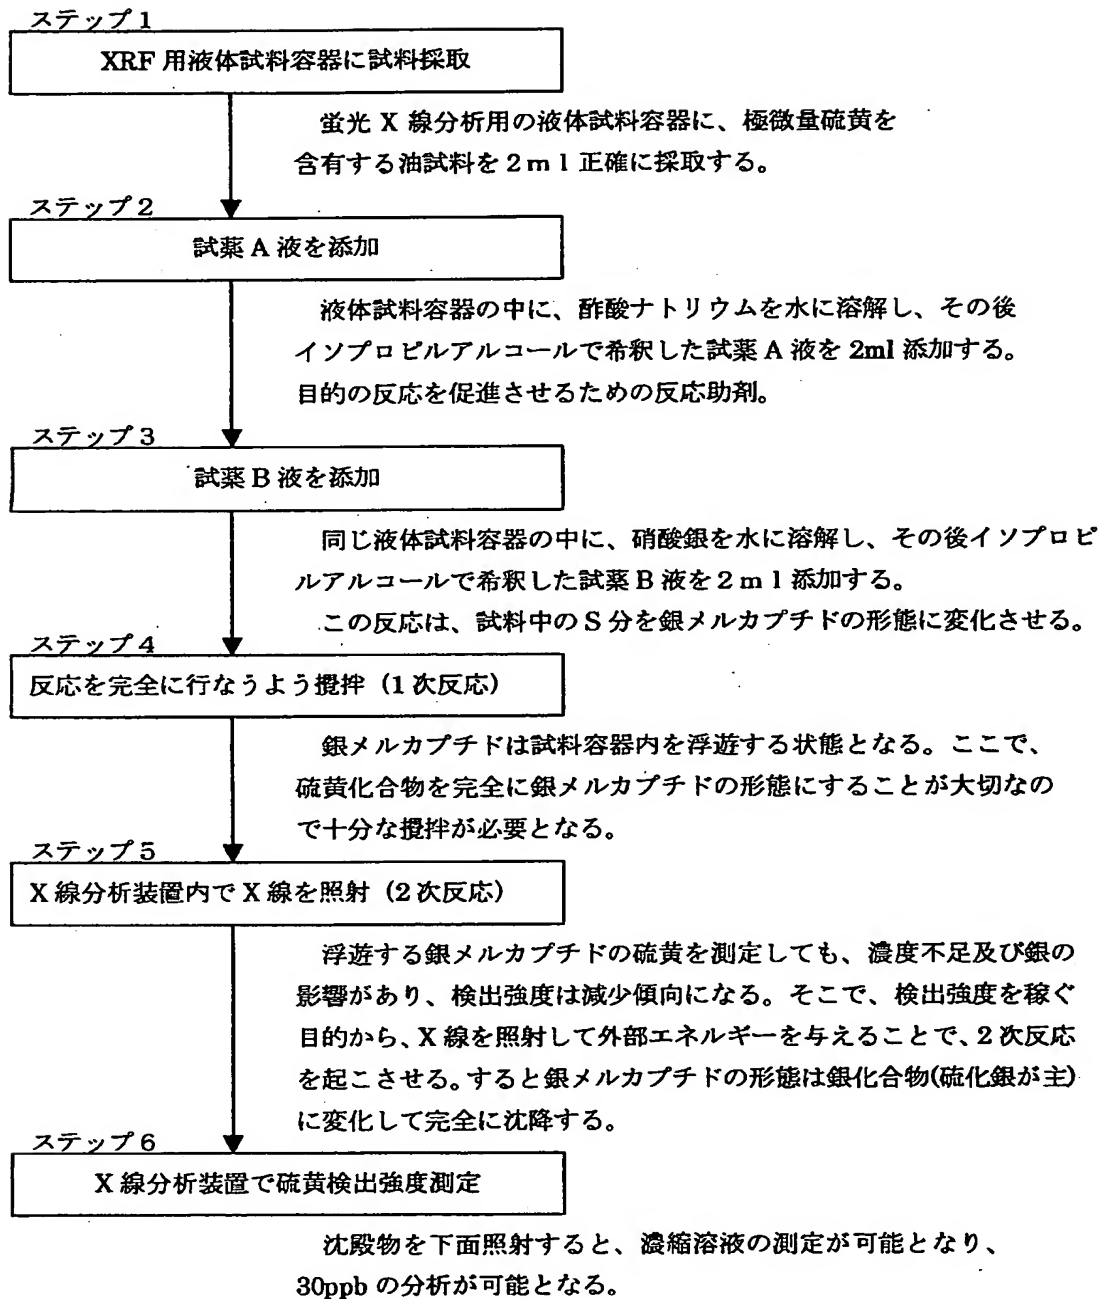 ステップ1
XRF 用液体試料容器に試料採取
蛍光 X 線分析用の液体試料容器に、極微量硫黄を
含有する油試料を2ml正確に採取する。
ステップ2
試薬 A 液を添加
液体試料容器の中に、酢酸ナトリウムを水に溶解し、その後
イソプロピルアルコールで希釈した試薬 A 液を 2ml 添加する。
目的の反応を促進させるための反応助剤。
ステップ3
試薬 B 液を添加
同じ液体試料容器の中に、硝酸銀を水に溶解し、その後イソプロピ
ルアルコールで希釈した試薬 B 液を2ml添加する。
この反応は、試料中の S 分を銀メルカプチドの形態に変化させる。
ステップ4
反応を完全に行なうよう攪拌（1 次反応）
銀メルカプチドは試料容器内を浮遊する状態となる。ここで、
硫黄化合物を完全に銀メルカプチドの形態にすることが大切なの
で十分な攪拌が必要となる。
ステップ5
X 線分析装置内で X 線を照射（2 次反応）
浮遊する銀メルカプチドの硫黄を測定しても、濃度不足及び銀の
影響があり、検出強度は減少傾向になる。そこで、検出強度を稼ぐ
目的から、X 線を照射して外部エネルギーを与えることで、2 次反応
を起こさせる。すると銀メルカプチドの形態は銀化合物(硫化銀が主)
に変化して完全に沈降する。
ステップ6
X 線分析装置で硫黄検出強度測定
沈殿物を下面照射すると、濃縮溶液の測定が可能となり、
30ppb の分析が可能となる。